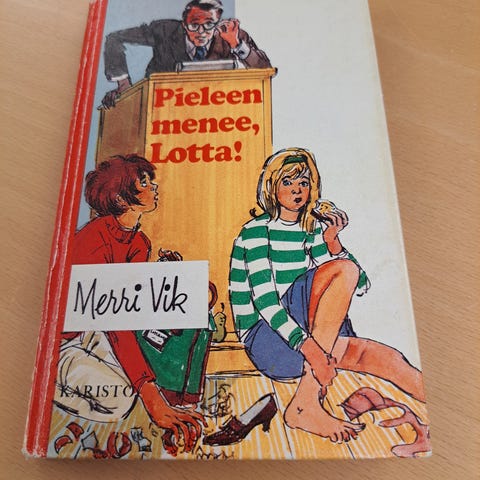 Pieleen
menee,
Lotta!
Merri Vik
KARISTO